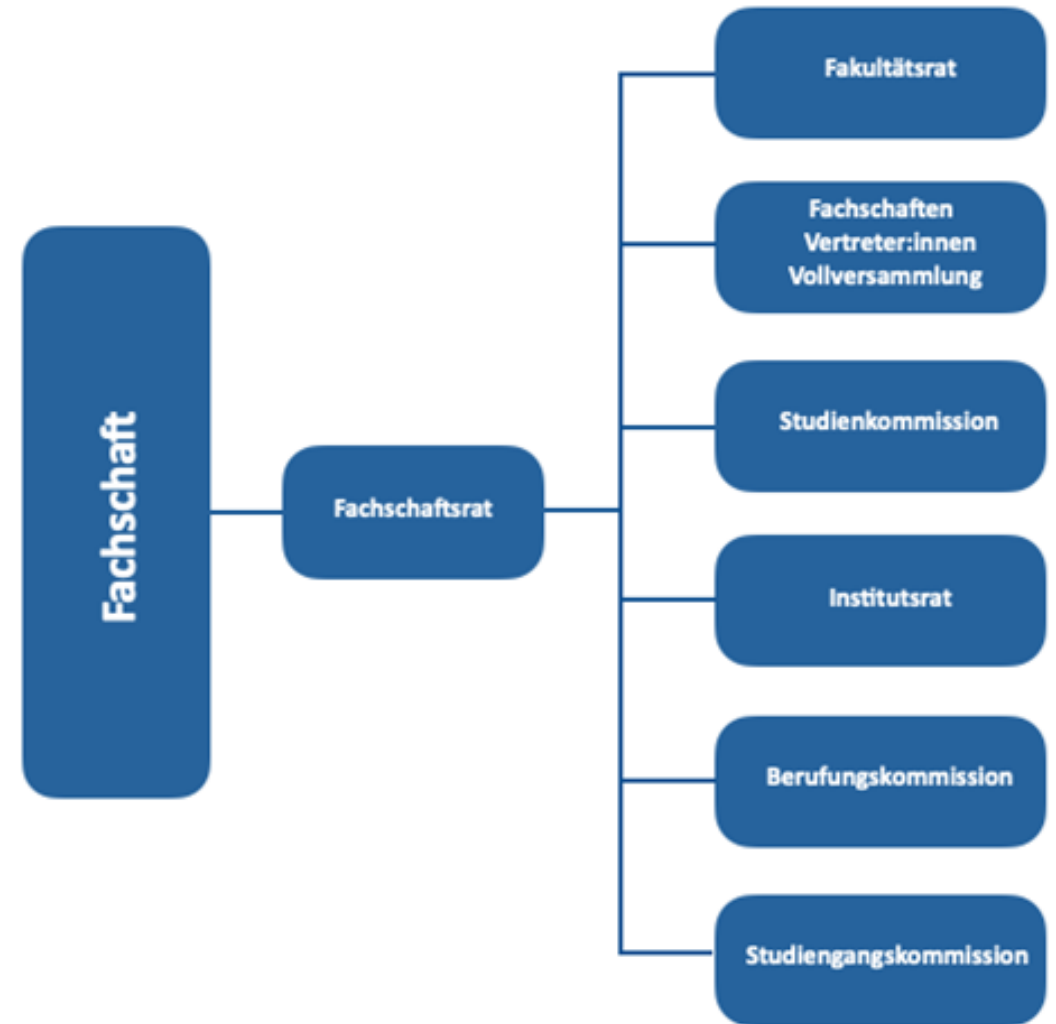 Fachschaft
Fachschaftsrat
Fakultätsrat
Fachschaften
Vertreter:innen
Vollversammlung
Studienkommission
Institutsrat
Berufungskommission
Studiengangskommission